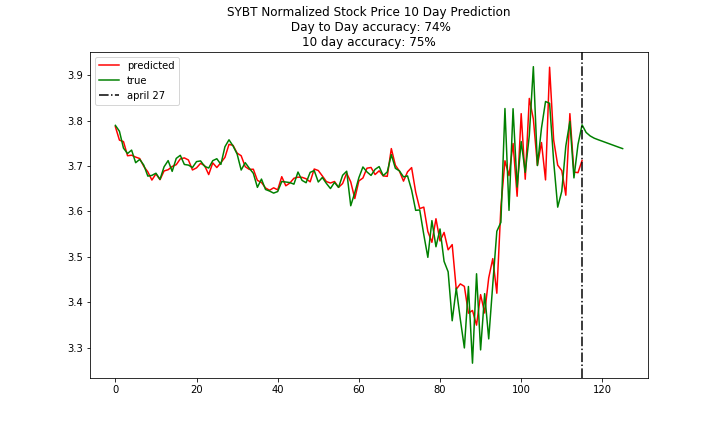 SYBT Normalized Stock Price 10 Day Prediction
Day to Day accuracy: 74%
10 day accuracy: 75%
predicted
true
april 27
3.9
3.8
3.7
3.6
3.5
3.4
3.3
0 20 40 60 80 100 120